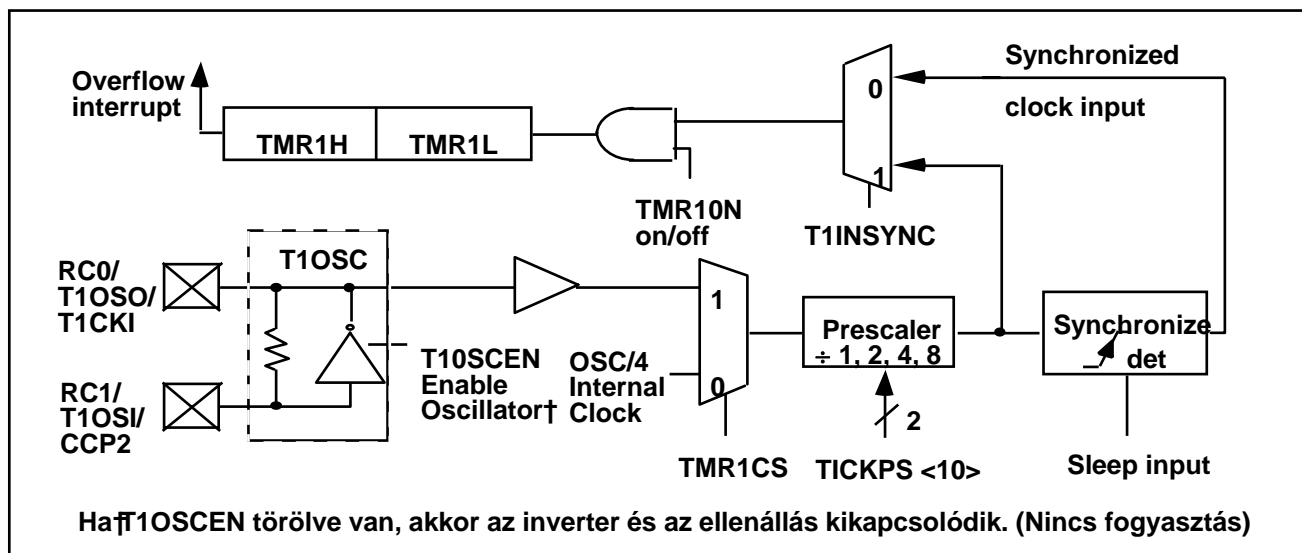 Overflow
interrupt
TMR1H
TMR1L
TMR10N
on/off
0
1
T1INSYNC
Synchronized
clock input
RC0/
T1OSO/
T1CKI
RC1/
T1OSI/
CCP2
T1OSC
T10SCEN
Enable
Oscillator†
OSC/4
Internal
Clock
1
0
TMR1CS
Prescaler
÷ 1, 2, 4, 8
2
TICKPS <10>
Synchronize
det
Sleep input
Ha†T1OSCEN törölve van, akkor az inverter és az ellenállás kikapcsolódik. (Nincs fogyasztás)